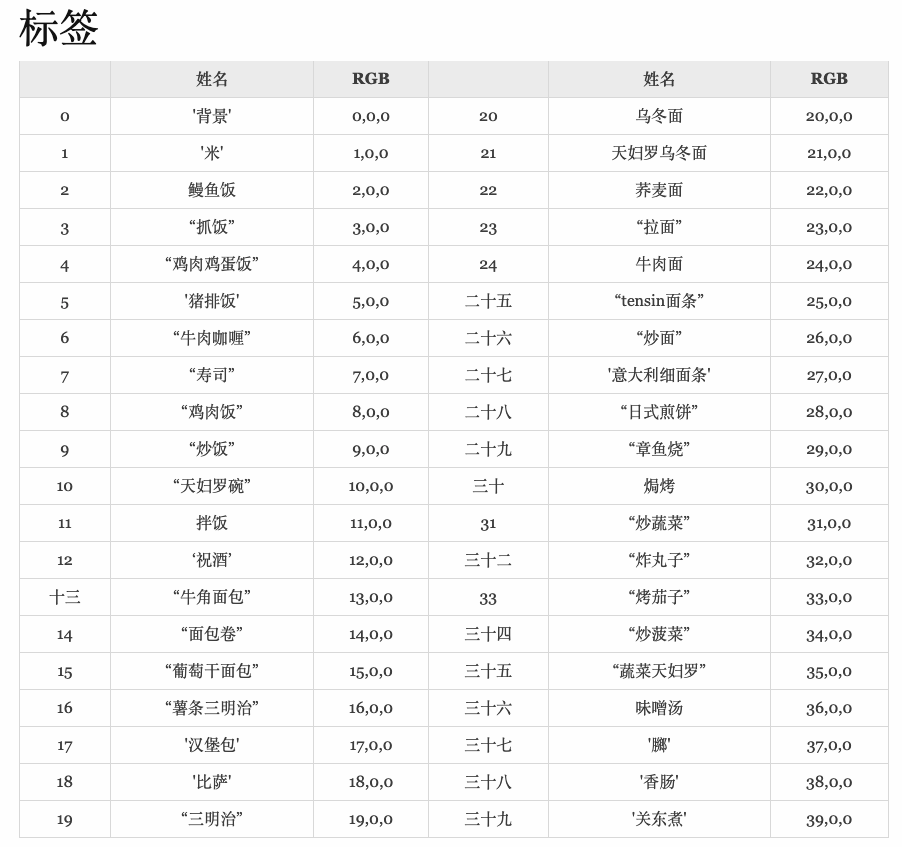 标签
姓名 RGB 姓名 RGB
0 '背景' 0,0,0 20 乌冬面 20,0,0
1 '米' 1,0,0 21 天妇罗乌冬面 21,0,0
2 鳗鱼饭 2,0,0 22 荞麦面 22,0,0
3 “抓饭” 3,0,0 23 “拉面” 23,0,0
4 “鸡肉鸡蛋饭” 4,0,0 24 牛肉面 24,0,0
5 '猪排饭' 5,0,0 二十五 “tensin面条” 25,0,0
6 “牛肉咖喱” 6,0,0 二十六 “炒面” 26,0,0
7 “寿司” 7,0,0 二十七 '意大利细面条' 27,0,0
8 “鸡肉饭” 8,0,0 二十八 “日式煎饼” 28,0,0
9 “炒饭” 9,0,0 二十九 “章鱼烧” 29,0,0
10 “天妇罗碗” 10,0,0 三十 焗烤 30,0,0
11 拌饭 11,0,0 31 “炒蔬菜” 31,0,0
12 ‘祝酒’ 12,0,0 三十二 “炸丸子” 32,0,0
十三 “牛角面包” 13,0,0 33 “烤茄子” 33,0,0
14 “面包卷” 14,0,0 三十四 “炒菠菜” 34,0,0
15 “葡萄干面包” 15,0,0 三十五 “蔬菜天妇罗” 35,0,0
16 “薯条三明治” 16,0,0 三十六 味噌汤 36,0,0
17 '汉堡包' 17,0,0 三十七 '臃' 37,0,0
18 '比萨' 18,0,0 三十八 '香肠' 38,0,0
19 “三明治” 19,0,0 三十九 '关东煮' 39,0,0